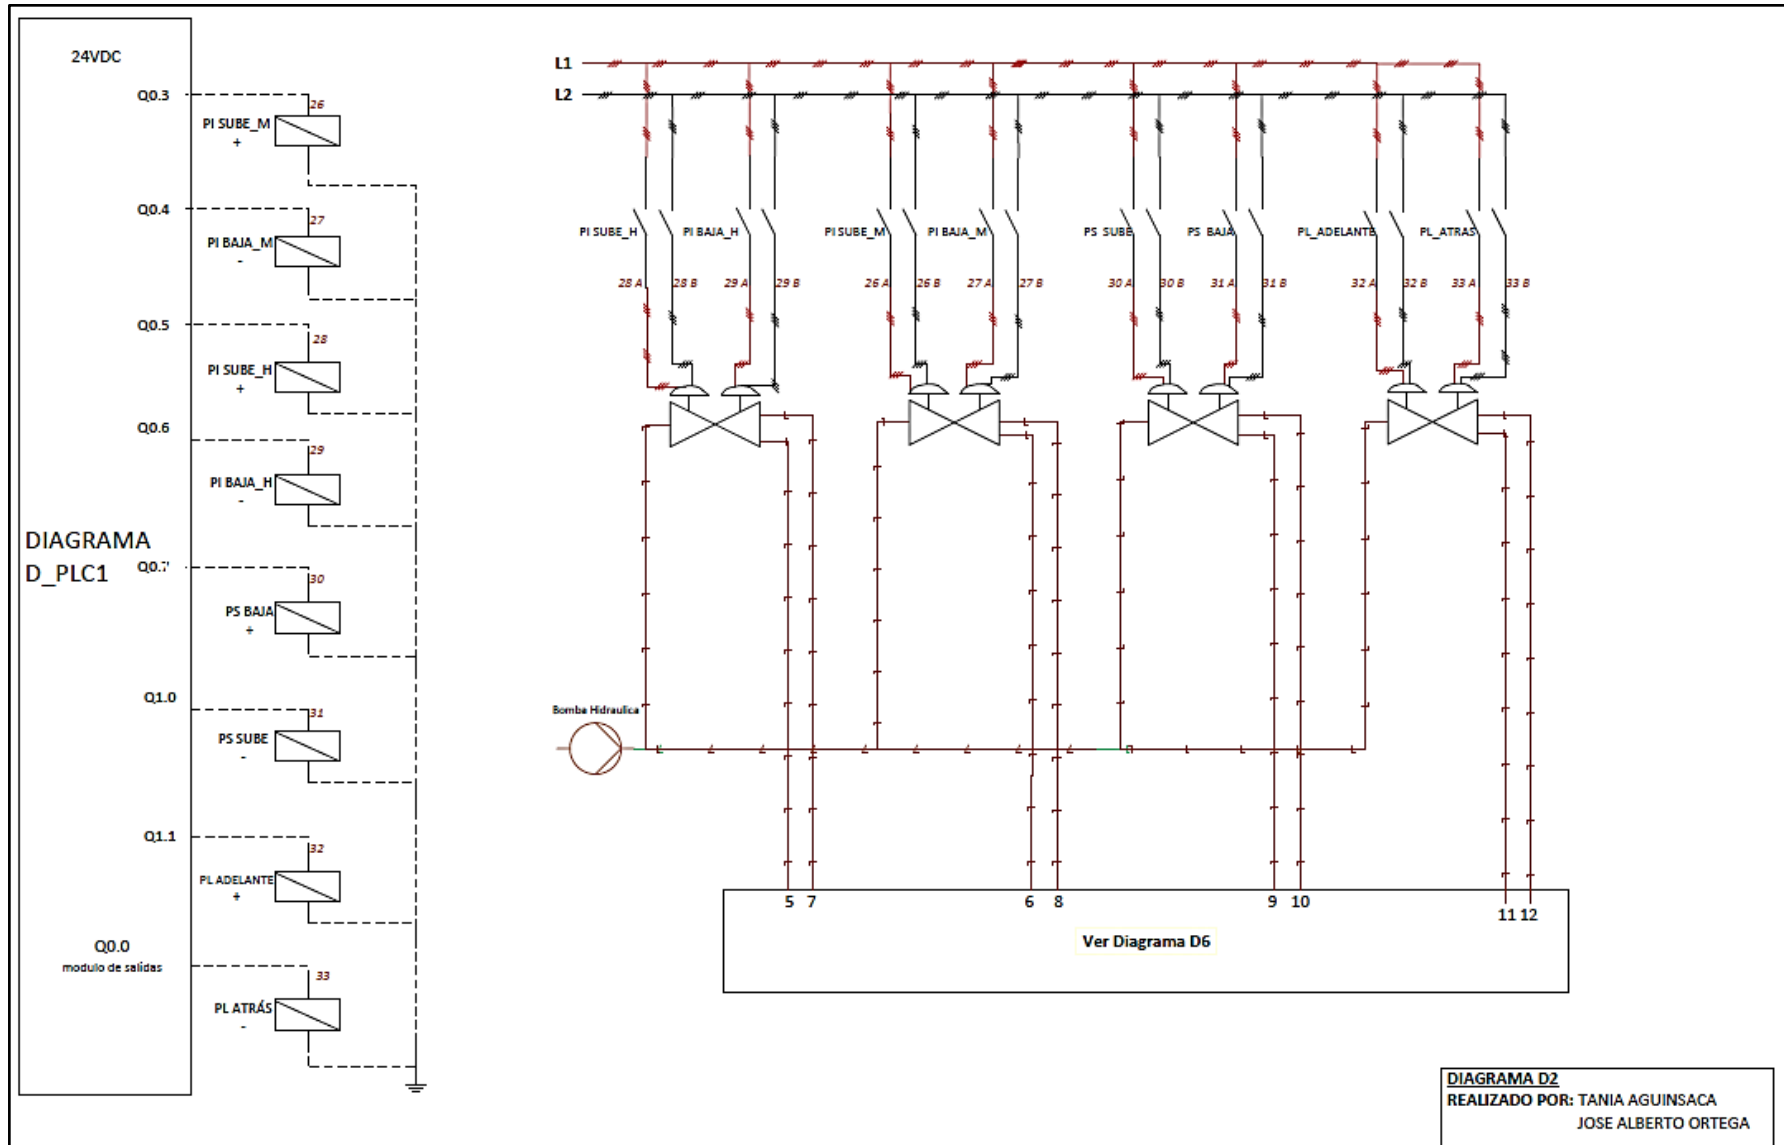 24VDC
Q0.3
26
PI SUBE_M
+
Q0.4
27
PI BAJA_M
-
Q0.5
28
PI SUBE_H
+
Q0.6
29
PI BAJA_H
-
DIAGRAMA
D_PLC1
Q0.7
30
PS BAJA
+
Q1.0
31
PS SUBE
-
Q1.1
32
PL ADELANTE
+
Q0.0
modulo de salidas
33
PL ATRÁS
-
L1
L2
PI SUBE_H
PI BAJA_H
PI SUBE_M
PI BAJA_M
PS SUBE
PS BAJA
PL_ADELANTE
PL_ATRAS
28 A
28 B
29 A
29 B
26 A
26 B
27 A
27 B
30 A
30 B
31 A
31 B
32 A
32 B
33 A
33 B
Bomba Hidraulica
5 7
6 8
9 10
11 12
Ver Diagrama D6
DIAGRAMA D2
REALIZADO POR: TANIA AGUINSACA
JOSE ALBERTO ORTEGA